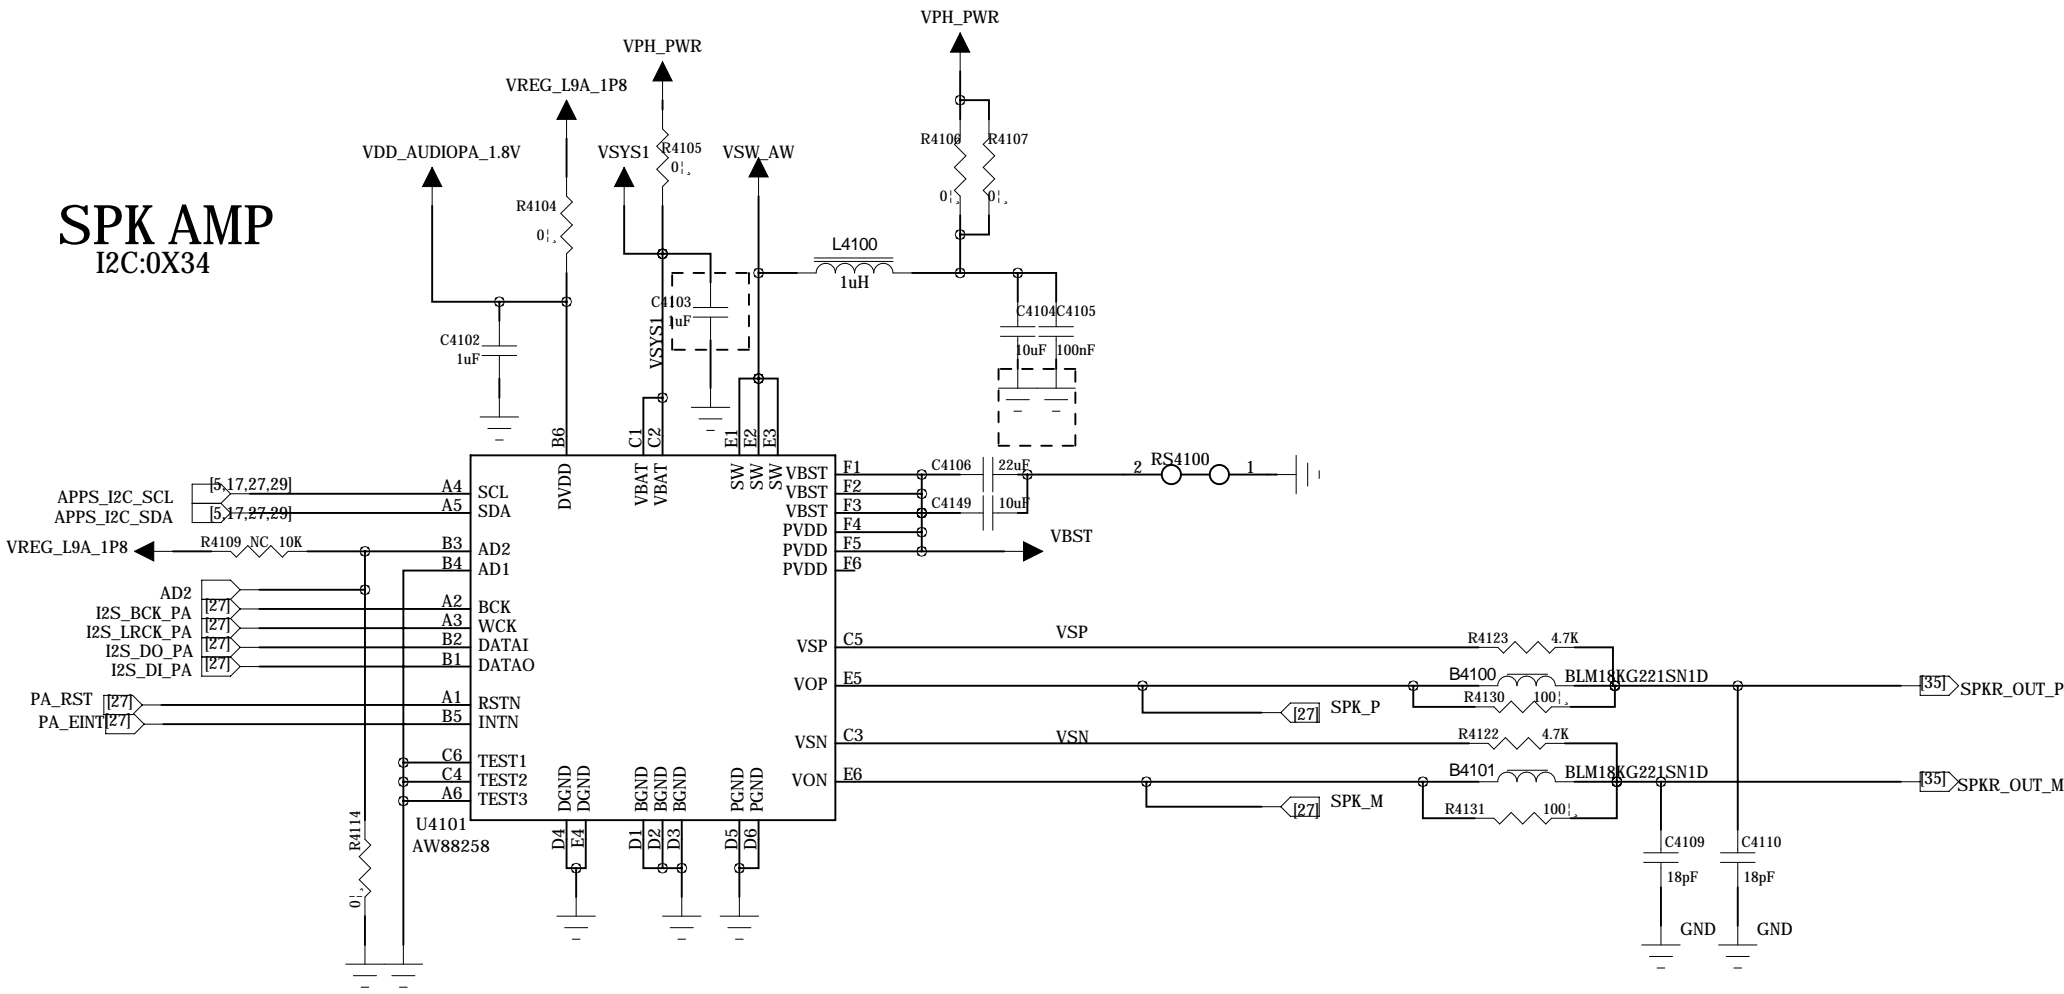 VPH_PWR
VPH_PWR
VREG_L9A_1P8
VDD_AUDIOPA_1.8V
VSYS1
R4105
0¦¸
VSW_AW
R4106
R4107
0¦¸
0¦¸
SPK AMP
I2C:0X34
R4104
0¦¸
L4100
1uH
C4103
1uF
VSYS1
C4104
C4105
10uF
100nF
C4102
1uF
B6
C1
C2
E1
E2
E3
DVDD
VBAT
VBAT
SW
SW
SW
APPS_I2C_SCL
[5,17,27,29]
A4
SCL
APPS_I2C_SDA
[5,17,27,29]
A5
SDA
VREG_L9A_1P8
R4109
NC
10K
B3
AD2
B4
AD1
AD2
I2S_BCK_PA
[27]
A2
BCK
I2S_LRCK_PA
[27]
A3
WCK
I2S_DO_PA
[27]
B2
DATAI
I2S_DI_PA
[27]
B1
DATAO
PA_RST
[27]
A1
RSTN
PA_EINT
[27]
B5
INTN
C6
TEST1
C4
TEST2
A6
TEST3
U4101
AW88258
R4114
0¦¸
DGND
DGND
BGND
BGND
BGND
PGND
PGND
D4
E4
D1
D2
D3
D5
D6
VBST
F1
VBST
F2
VBST
F3
PVDD
F4
PVDD
F5
PVDD
F6
C4106
22uF
C4149
10uF
2
RS4100
1
VBST
VSP
C5
VSP
R4123
4.7K
VOP
E5
B4100
BLM18KG221SN1D
R4130
100¦¸
[35]
SPKR_OUT_P
[27]
SPK_P
VSN
C3
VSN
R4122
4.7K
VON
E6
B4101
BLM18KG221SN1D
R4131
100¦¸
[35]
SPKR_OUT_M
[27]
SPK_M
C4109
18pF
C4110
18pF
GND
GND